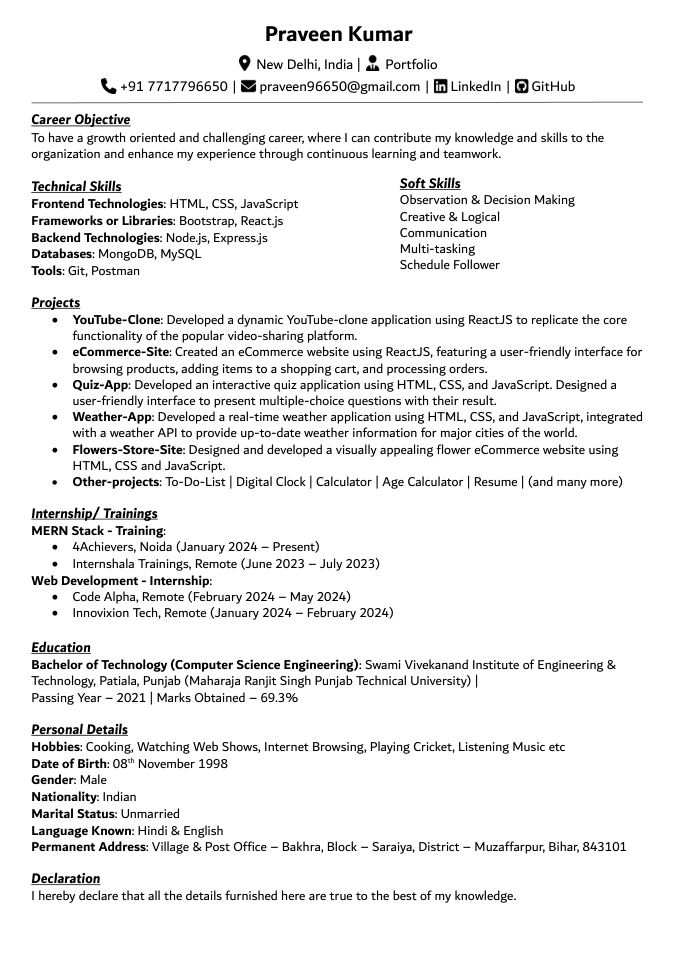 Praveen Kumar
New Delhi, India | Portfolio
+91 7717796650 | praveen96650@gmail.com | LinkedIn | GitHub
Career Objective
To have a growth oriented and challenging career, where I can contribute my knowledge and skills to the
organization and enhance my experience through continuous learning and teamwork.
Technical Skills
Frontend Technologies: HTML, CSS, JavaScript
Frameworks or Libraries: Bootstrap, React.js
Backend Technologies: Node.js, Express.js
Databases: MongoDB, MySQL
Tools: Git, Postman
Soft Skills
Observation & Decision Making
Creative & Logical
Communication
Multi-tasking
Schedule Follower
Projects
• YouTube-Clone: Developed a dynamic YouTube-clone application using ReactJS to replicate the core
functionality of the popular video-sharing platform.
• eCommerce-Site: Created an eCommerce website using ReactJS, featuring a user-friendly interface for
browsing products, adding items to a shopping cart, and processing orders.
• Quiz-App: Developed an interactive quiz application using HTML, CSS, and JavaScript. Designed a
user-friendly interface to present multiple-choice questions with their result.
• Weather-App: Developed a real-time weather application using HTML, CSS, and JavaScript, integrated
with a weather API to provide up-to-date weather information for major cities of the world.
• Flowers-Store-Site: Designed and developed a visually appealing flower eCommerce website using
HTML, CSS and JavaScript.
• Other-projects: To-Do-List | Digital Clock | Calculator | Age Calculator | Resume | (and many more)
Internship/ Trainings
MERN Stack - Training:
• 4Achievers, Noida (January 2024 – Present)
• Internshala Trainings, Remote (June 2023 – July 2023)
Web Development - Internship:
• Code Alpha, Remote (February 2024 – May 2024)
• Innovixion Tech, Remote (January 2024 – February 2024)
Education
Bachelor of Technology (Computer Science Engineering): Swami Vivekanand Institute of Engineering &
Technology, Patiala, Punjab (Maharaja Ranjit Singh Punjab Technical University) |
Passing Year – 2021 | Marks Obtained – 69.3%
Personal Details
Hobbies: Cooking, Watching Web Shows, Internet Browsing, Playing Cricket, Listening Music etc
Date of Birth: 08th November 1998
Gender: Male
Nationality: Indian
Marital Status: Unmarried
Language Known: Hindi & English
Permanent Address: Village & Post Office – Bakhra, Block – Saraiya, District – Muzaffarpur, Bihar, 843101
Declaration
I hereby declare that all the details furnished here are true to the best of my knowledge.